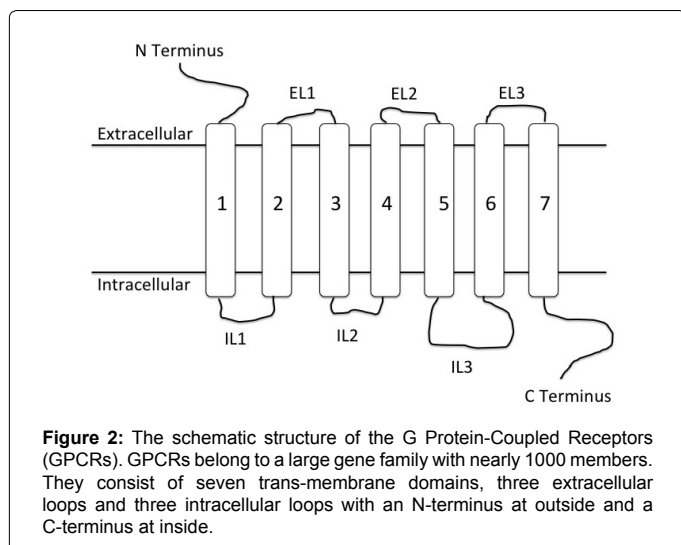 N Terminus
EL1
EL2
EL3
Extracellular
1 2 3 4 5 6 7
Intracellular
IL1
IL2
IL3
C Terminus
Figure 2: The schematic structure of the G Protein-Coupled Receptors
(GPCRs). GPCRs belong to a large gene family with nearly 1000 members.
They consist of seven trans-membrane domains, three extracellular
loops and three intracellular loops with an N-terminus at outside and a
C-terminus at inside.